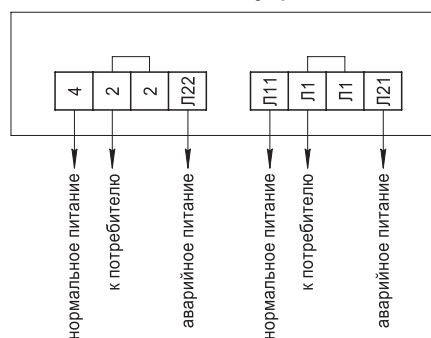 4
2
2
Л22
Л11
Л1
Л1
Л21
нормальное питание
к потребителю
аварийное питание
нормальное питание
к потребителю
аварийное питание